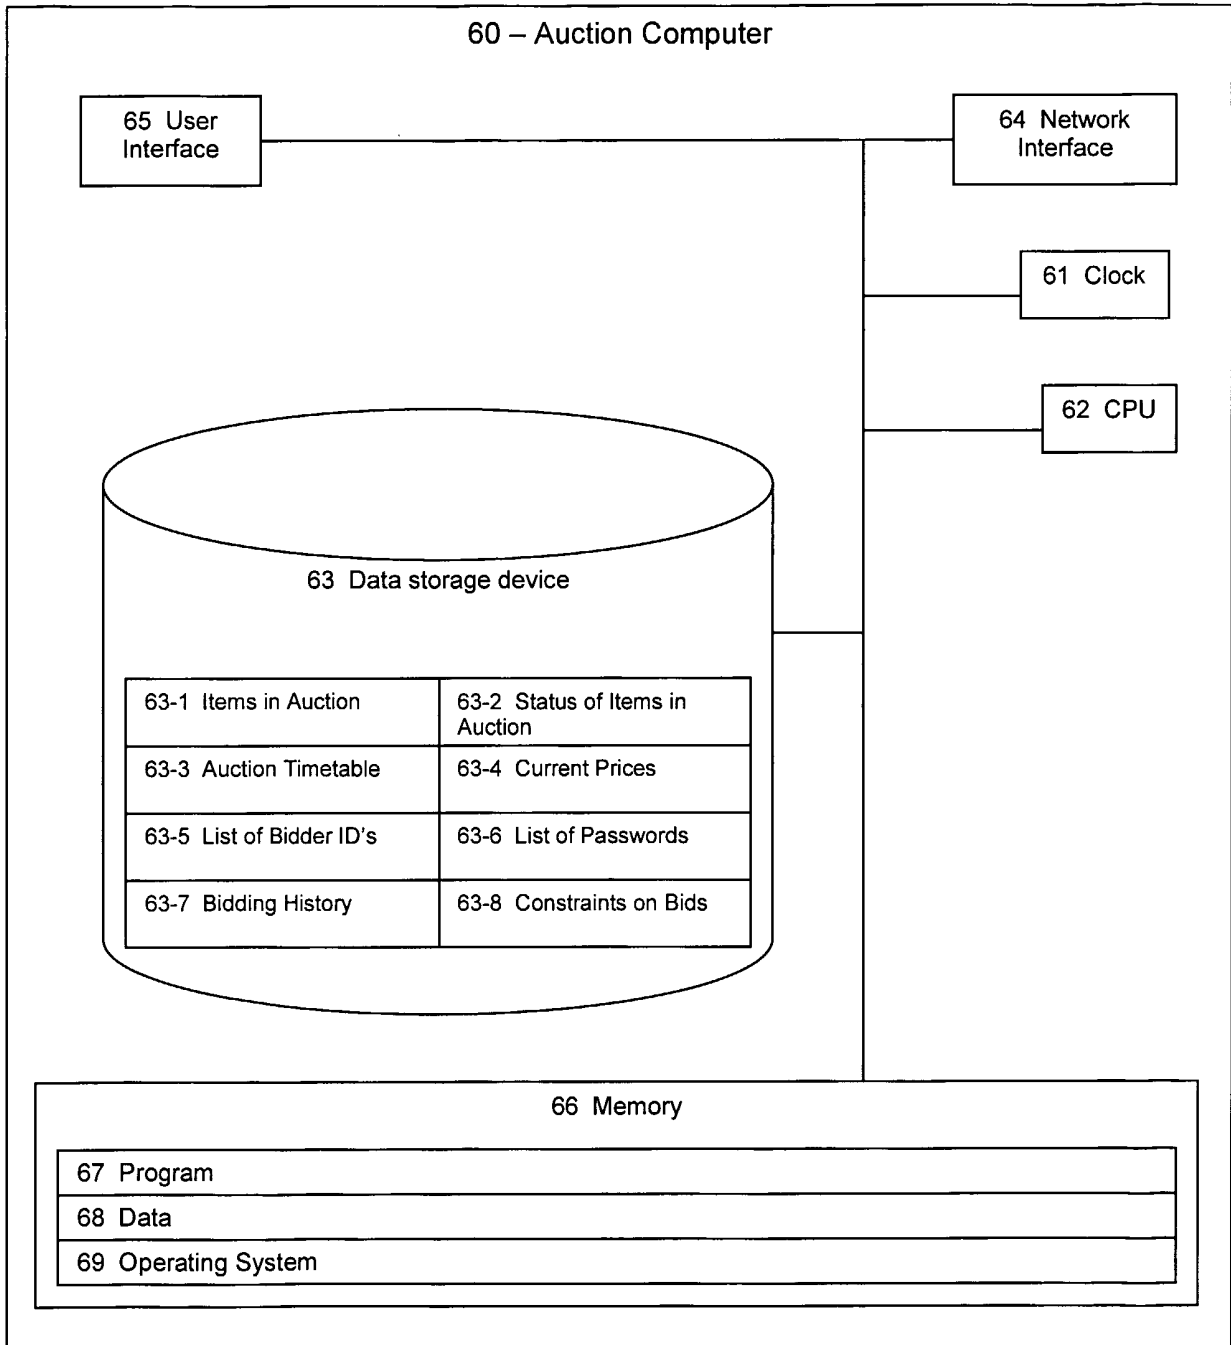 60 – Auction Computer
65 User
Interface
64 Network
Interface
61 Clock
62 CPU
63 Data storage device
63-1 Items in Auction
63-2 Status of Items in
Auction
63-3 Auction Timetable
63-4 Current Prices
63-5 List of Bidder ID's
63-6 List of Passwords
63-7 Bidding History
63-8 Constraints on Bids
66 Memory
67 Program
68 Data
69 Operating System